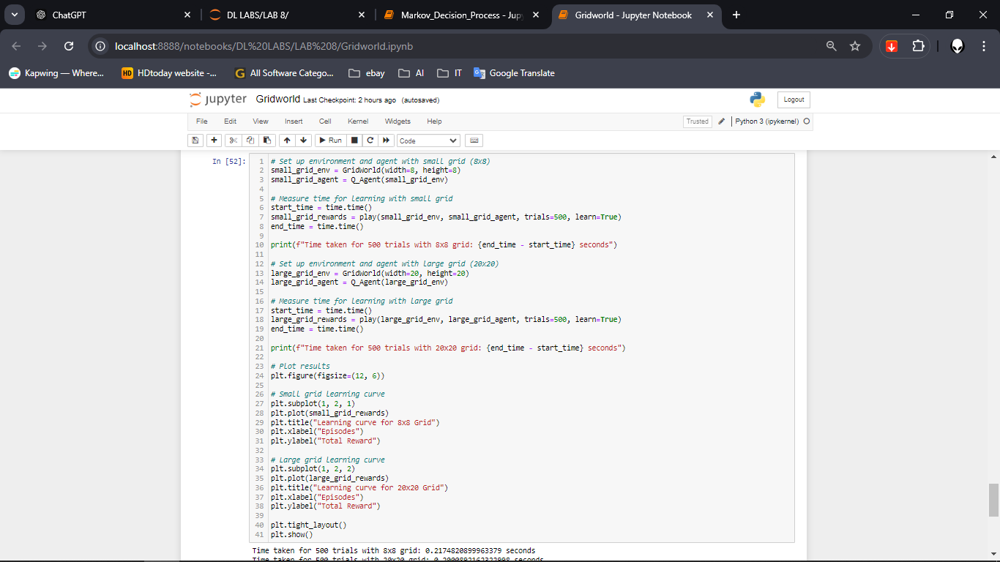 ChatGPT
DL LABS/LAB 8/
Markov_Decision_Process - Jup
Gridworld - Jupyter Notebook
localhost:8888/notebooks/DL%20LABS/LAB%208/Gridworld.ipynb
Kapwing — Where...
HD HDtoday website -...
G All Software Catego...
ebay
AI
IT
Google Translate
jupyter Gridworld Last Checkpoint: 2 hours ago (autosaved)
Logout
File Edit View Insert Cell Kernel Widgets Help
Trusted
Python 3 (ipykernel)
Run
Code
In [52]:
1 # Set up environment and agent with small grid (8x8)
2 small_grid_env = GridWorld(width=8, height=8)
3 small_grid_agent = Q_Agent(small_grid_env)
4
5 # Measure time for learning with small grid
6 start_time = time.time()
7 small_grid_rewards = play(small_grid_env, small_grid_agent, trials=500, learn=True)
8 end_time = time.time()
9
10 print(f"Time taken for 500 trials with 8x8 grid: {end_time - start_time} seconds")
11
12 # Set up environment and agent with large grid (20x20)
13 large_grid_env = GridWorld(width=20, height=20)
14 large_grid_agent = Q_Agent(large_grid_env)
15
16 # Measure time for learning with large grid
17 start_time = time.time()
18 large_grid_rewards = play(large_grid_env, large_grid_agent, trials=500, learn=True)
19 end_time = time.time()
20
21 print(f"Time taken for 500 trials with 20x20 grid: {end_time - start_time} seconds")
22
23 # Plot results
24 plt.figure(figsize=(12, 6))
25
26 # Small grid learning curve
27 plt.subplot(1, 2, 1)
28 plt.plot(small_grid_rewards)
29 plt.title("Learning curve for 8x8 Grid")
30 plt.xlabel("Episodes")
31 plt.ylabel("Total Reward")
32
33 # Large grid learning curve
34 plt.subplot(1, 2, 2)
35 plt.plot(large_grid_rewards)
36 plt.title("Learning curve for 20x20 Grid")
37 plt.xlabel("Episodes")
38 plt.ylabel("Total Reward")
39
40 plt.tight_layout()
41 plt.show()
Time taken for 500 trials with 8x8 grid: 0.2174820899963379 seconds
Time taken for 500 trials with 20x20 grid: seconds